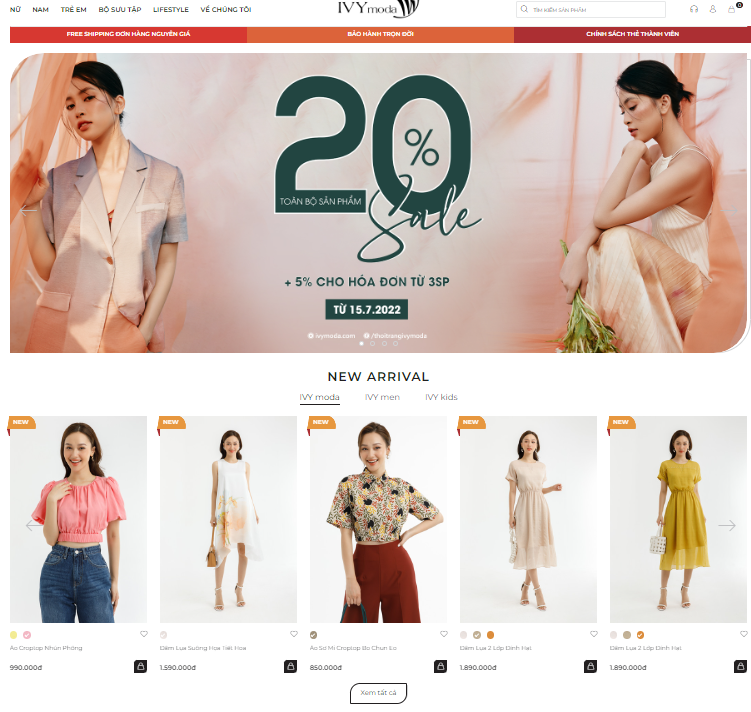 NỮ NAM TRẺ EM BỘ SƯU TẬP LIFESTYLE VỀ CHÚNG TÔI
IVY moda
TÌM KIẾM SẢN PHẨM
0
FREE SHIPPING ĐƠN HÀNG NGUYÊN GIÁ
BẢO HÀNH TRỌN ĐỜI
CHÍNH SÁCH THẺ THÀNH VIÊN
20%
TOÀN BỘ SẢN PHẨM
Sale
+ 5% CHO HÓA ĐƠN TỪ 3SP
TỪ 15.7.2022
ivymoda.com /thoitrangivymoda
NEW ARRIVAL
IVY moda IVY men IVY kids
NEW NEW NEW NEW NEW
Áo Croptop Nhún Phồng
Đầm Lụa Suông Họa Tiết Hoa
Áo Sơ Mi Croptop Bo Chun Eo
Đầm Lụa 2 Lớp Dinh Hạt
Đầm Lụa 2 Lớp Dinh Hạt
990.000đ
1.590.000đ
850.000đ
1.890.000đ
1.890.000đ
Xem tất cả